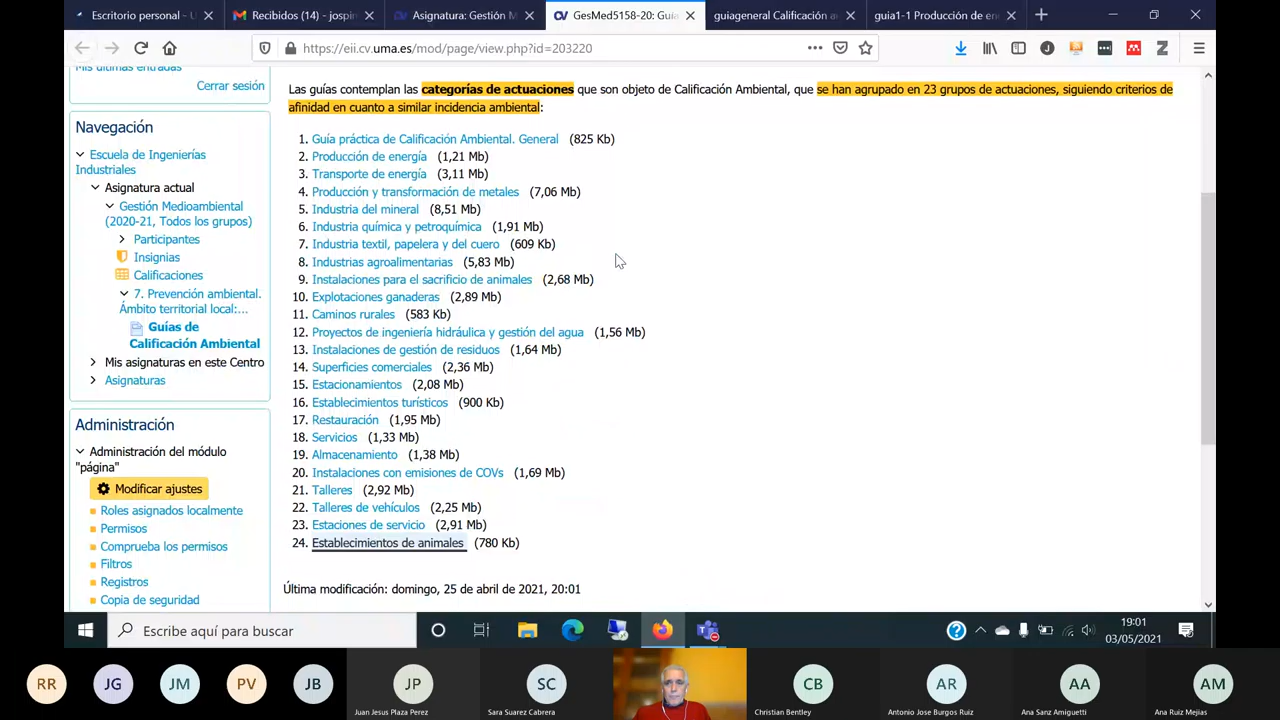 Escritorio personal - U
Recibidos (14) - jospin
Asignatura: Gestión M
GesMed5158-20: Guía
guiageneral Calificación a
guia1-1 Producción de en
https://eii.cv.uma.es/mod/page/view.php?id=203220
Mis últimas entradas
Cerrar sesión
Navegación
Escuela de Ingenierías
Industriales
Asignatura actual
Gestión Medioambiental
(2020-21, Todos los grupos)
Participantes
Insignias
Calificaciones
7. Prevención ambiental.
Ámbito territorial local:...
Guías de
Calificación Ambiental
Mis asignaturas en este Centro
Asignaturas
Administración
Administración del módulo
"página"
Modificar ajustes
Roles asignados localmente
Permisos
Comprueba los permisos
Filtros
Registros
Copia de seguridad
Las guías contemplan las categorías de actuaciones que son objeto de Calificación Ambiental, que se han agrupado en 23 grupos de actuaciones, siguiendo criterios de
afinidad en cuanto a similar incidencia ambiental:
1. Guía práctica de Calificación Ambiental. General (825 Kb)
2. Producción de energía (1,21 Mb)
3. Transporte de energía (3,11 Mb)
4. Producción y transformación de metales (7,06 Mb)
5. Industria del mineral (8,51 Mb)
6. Industria química y petroquímica (1,91 Mb)
7. Industria textil, papelera y del cuero (609 Kb)
8. Industrias agroalimentarias (5,83 Mb)
9. Instalaciones para el sacrificio de animales (2,68 Mb)
10. Explotaciones ganaderas (2,89 Mb)
11. Caminos rurales (583 Kb)
12. Proyectos de ingeniería hidráulica y gestión del agua (1,56 Mb)
13. Instalaciones de gestión de residuos (1,64 Mb)
14. Superficies comerciales (2,36 Mb)
15. Estacionamientos (2,08 Mb)
16. Establecimientos turísticos (900 Kb)
17. Restauración (1,95 Mb)
18. Servicios (1,33 Mb)
19. Almacenamiento (1,38 Mb)
20. Instalaciones con emisiones de COVs (1,69 Mb)
21. Talleres (2,92 Mb)
22. Talleres de vehículos (2,25 Mb)
23. Estaciones de servicio (2,91 Mb)
24. Establecimientos de animales (780 Kb)
Última modificación: domingo, 25 de abril de 2021, 20:01
Escribe aquí para buscar
19:01
03/05/2021
RR
JG
JM
PV
JB
JP
SC
CB
AR
AA
AM
Juan Jesus Plaza Perez
Sara Suarez Cabrera
Christian Bentley
Antonio Jose Burgos Ruiz
Ana Sanz Amiguetti
Ana Ruiz Mejias